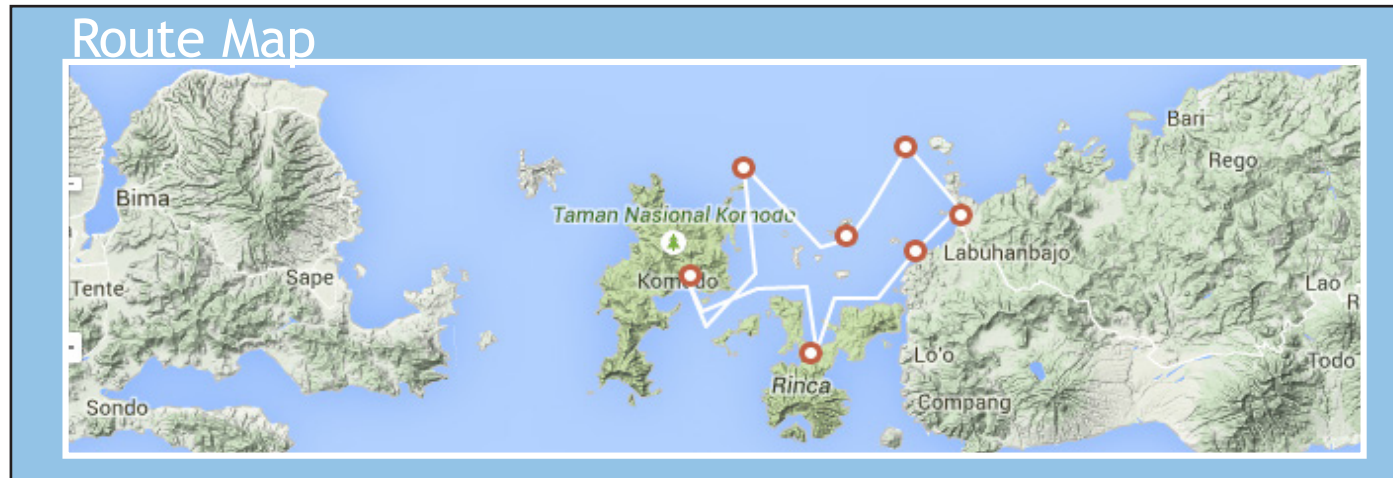 Route Map
Bari
Rego
Bima
Taman Nasional Komodo
Labuhanbajo
Sape
Komodo
Tente
Lao
R
Lo'o
Todo
Rinca
Compang
Sondo